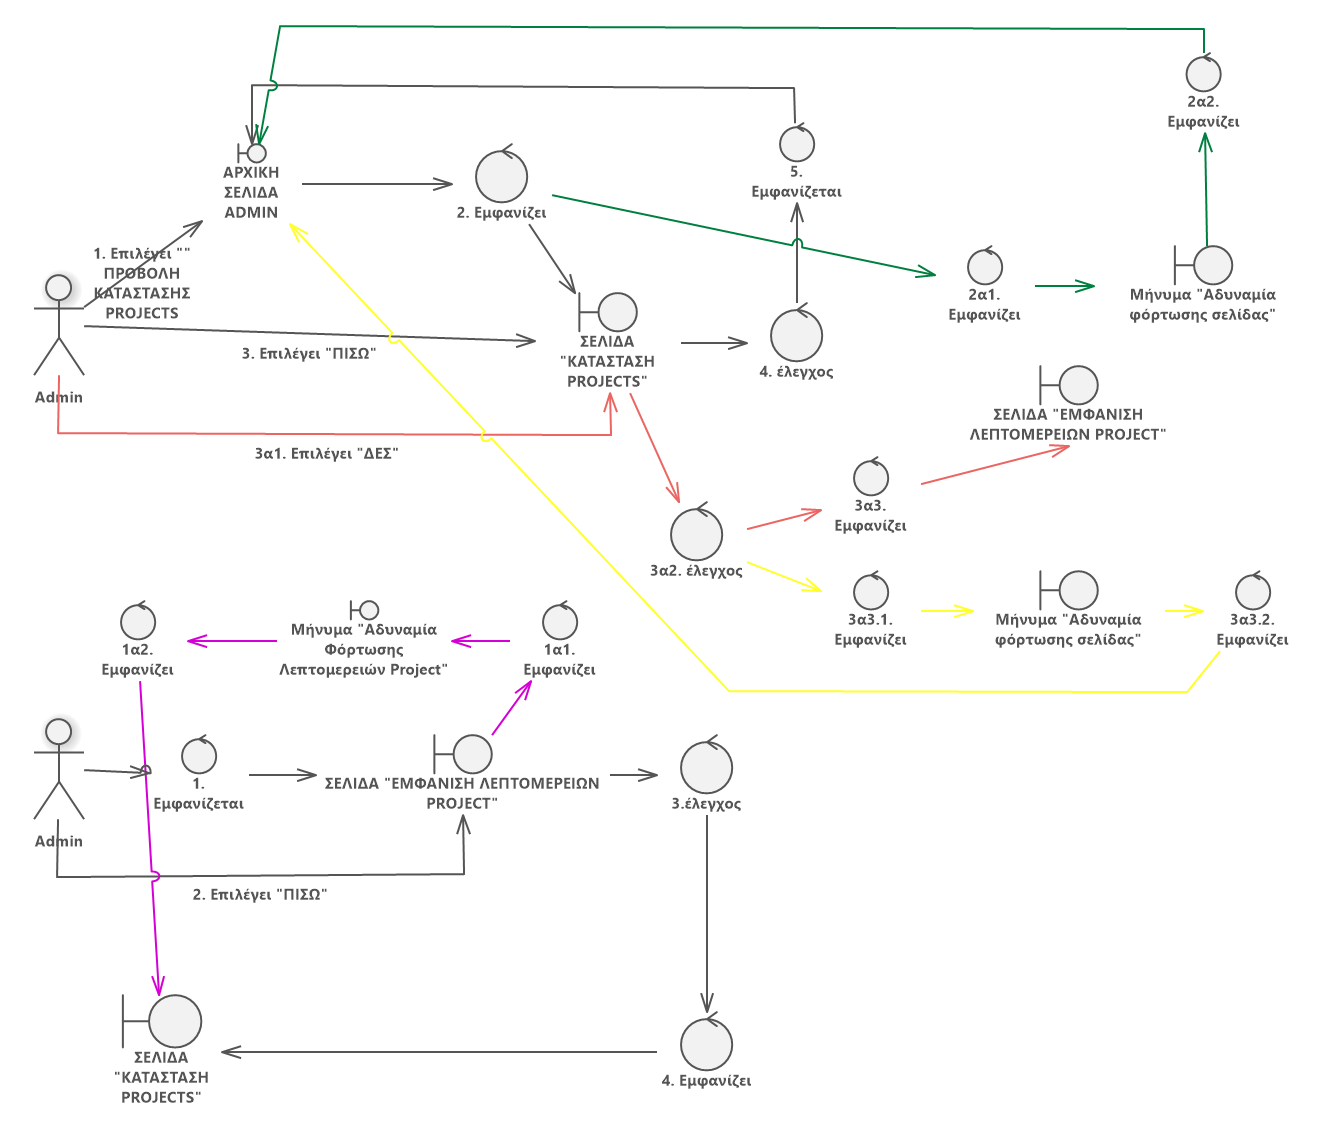 2α2.
Εμφανίζει
ΑΡΧΙΚΗ
ΣΕΛΙΔΑ
ADMIN
2. Εμφανίζει
5.
Εμφανίζεται
1. Επιλέγει ""
ΠΡΟΒΟΛΗ
ΚΑΤΑΣΤΑΣΗΣ
PROJECTS
2α1.
Εμφανίζει
Μήνυμα "Αδυναμία
φόρτωσης σελίδας"
3. Επιλέγει "ΠΙΣΩ"
ΣΕΛΙΔΑ
"ΚΑΤΑΣΤΑΣΗ
PROJECTS"
4. έλεγχος
Admin
ΣΕΛΙΔΑ "ΕΜΦΑΝΙΣΗ
ΛΕΠΤΟΜΕΡΕΙΩΝ PROJECT"
3α1. Επιλέγει "ΔΕΣ"
3α3.
Εμφανίζει
3α2. έλεγχος
3α3.1.
Εμφανίζει
Μήνυμα "Αδυναμία
φόρτωσης σελίδας"
3α3.2.
Εμφανίζει
1α2.
Εμφανίζει
Μήνυμα "Αδυναμία
Φόρτωσης
Λεπτομερειών Project"
1α1.
Εμφανίζει
1.
Εμφανίζεται
ΣΕΛΙΔΑ "ΕΜΦΑΝΙΣΗ ΛΕΠΤΟΜΕΡΕΙΩΝ
PROJECT"
3.έλεγχος
Admin
2. Επιλέγει "ΠΙΣΩ"
ΣΕΛΙΔΑ
"ΚΑΤΑΣΤΑΣΗ
PROJECTS"
4. Εμφανίζει